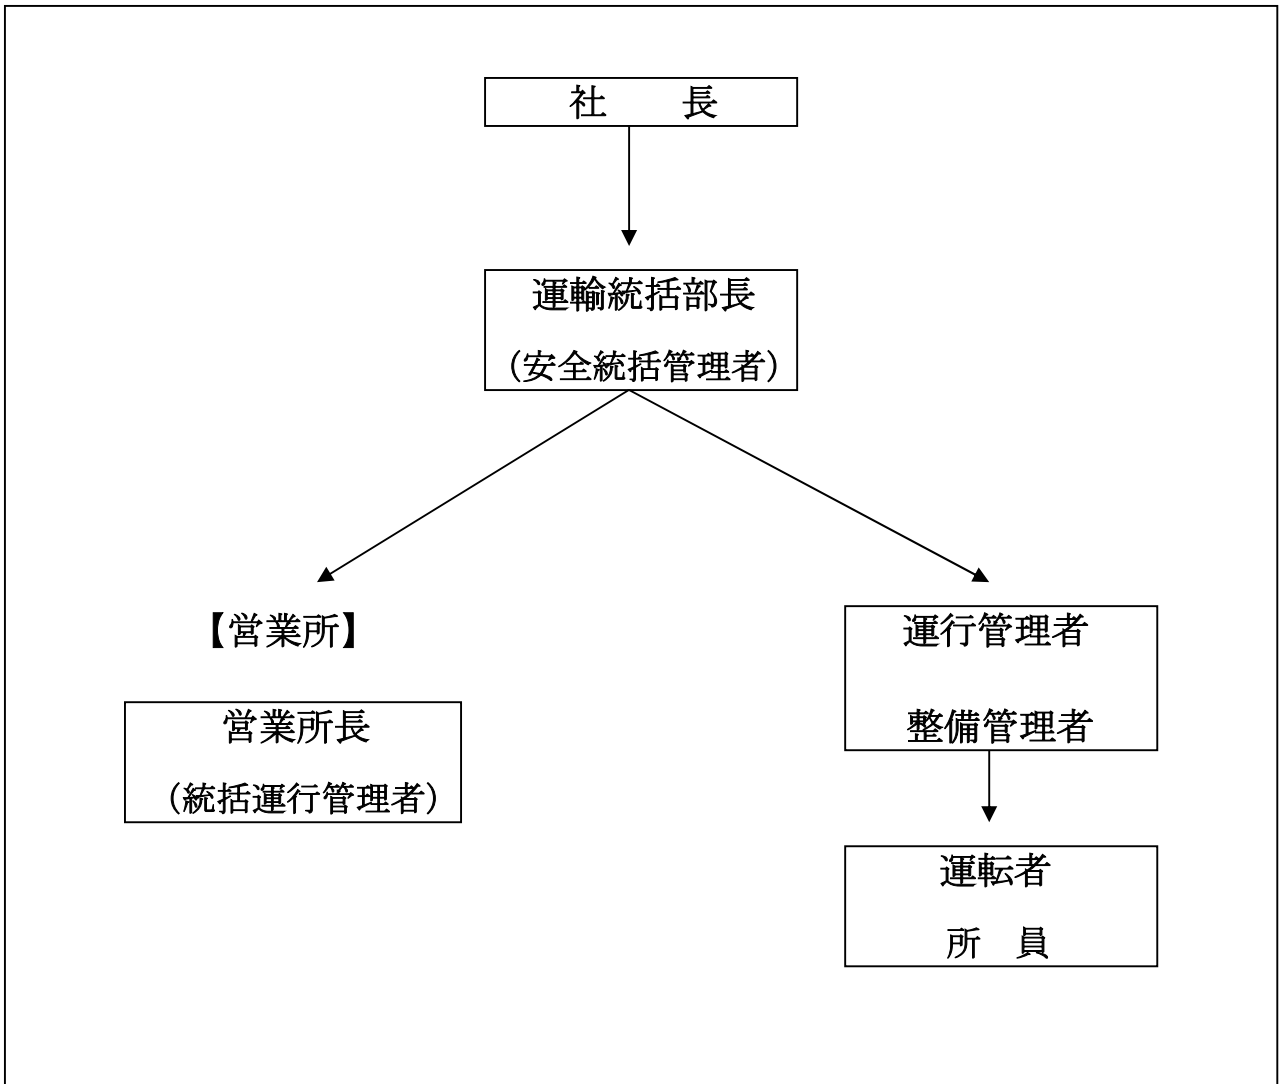 社　　長
運輸統括部長
（安全統括管理者）
【営業所】
営業所長
（統括運行管理者）
運行管理者
整備管理者
運転者
所　員